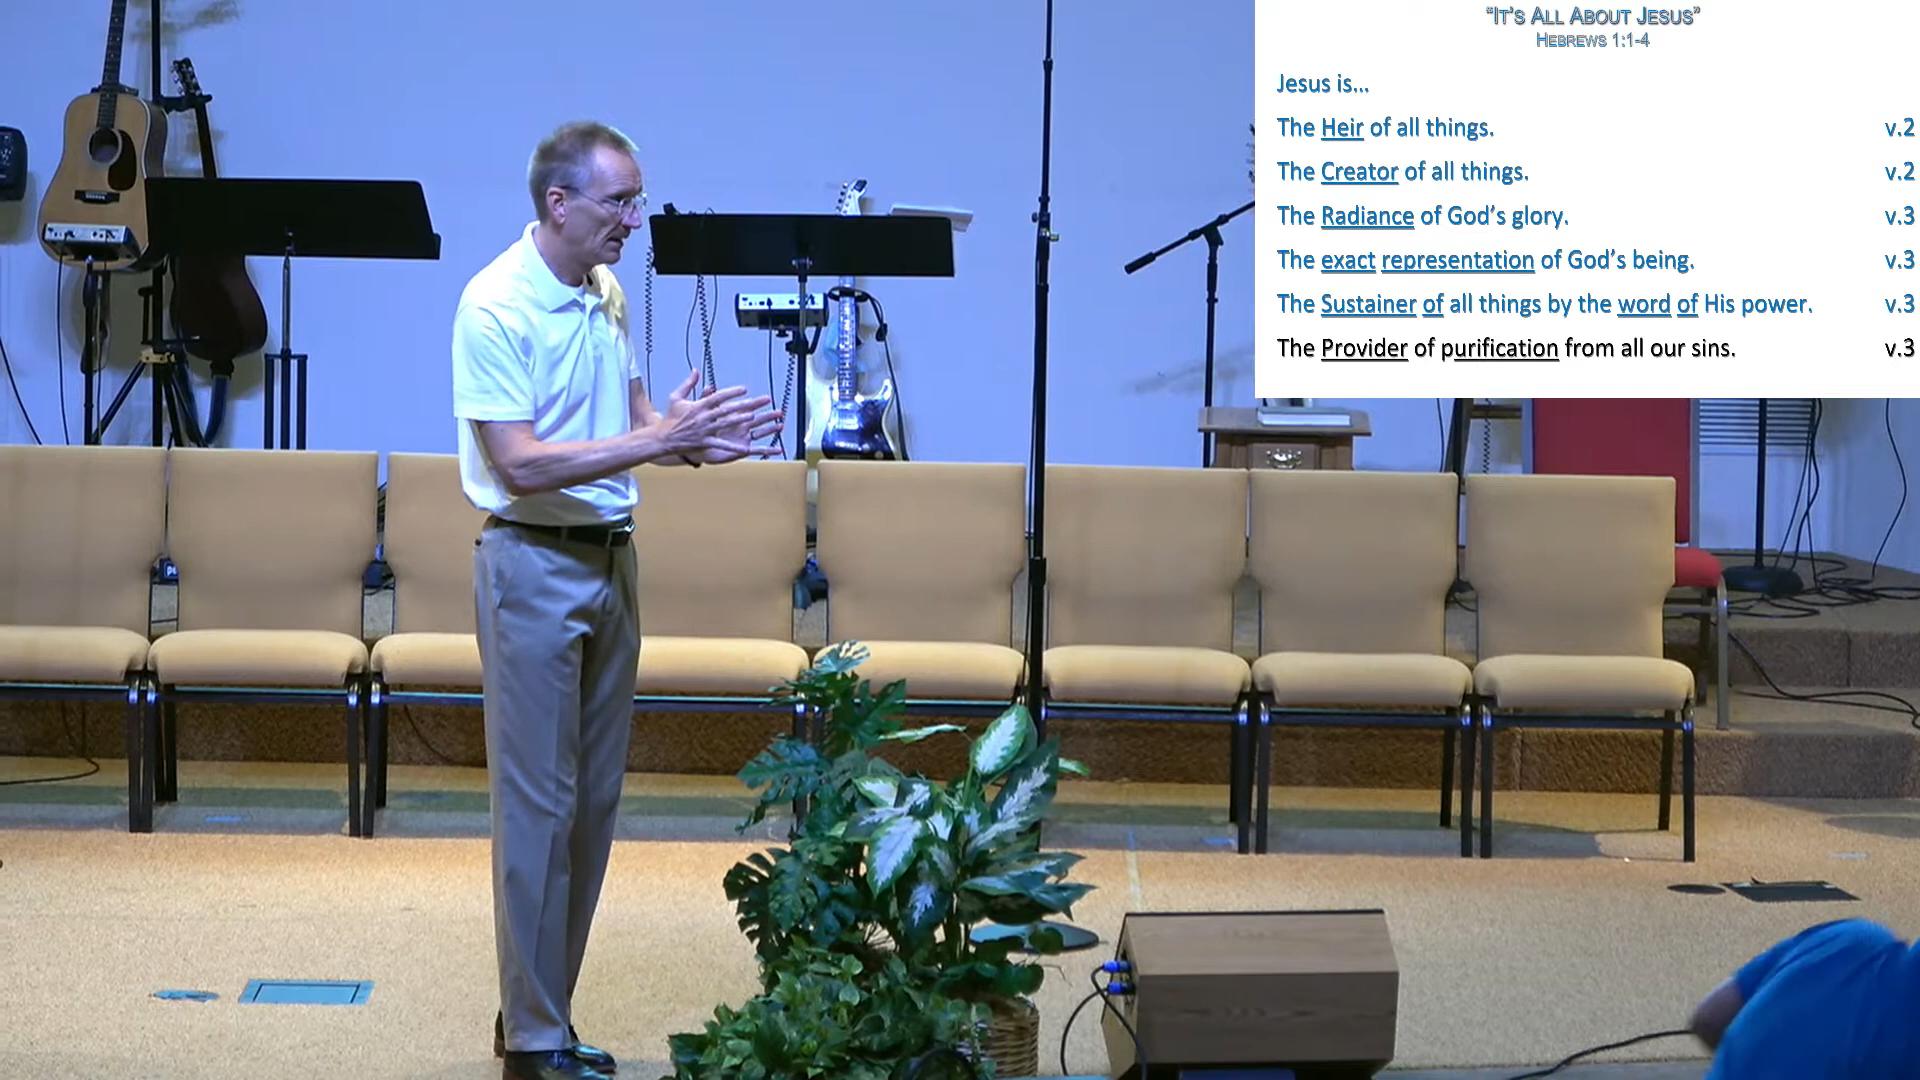 “IT’S ALL ABOUT JESUS”
HEBREWS 1:1-4
Jesus is...
The Heir of all things. v.2
The Creator of all things. v.2
The Radiance of God’s glory. v.3
The exact representation of God’s being. v.3
The Sustainer of all things by the word of His power. v.3
The Provider of purification from all our sins. v.3